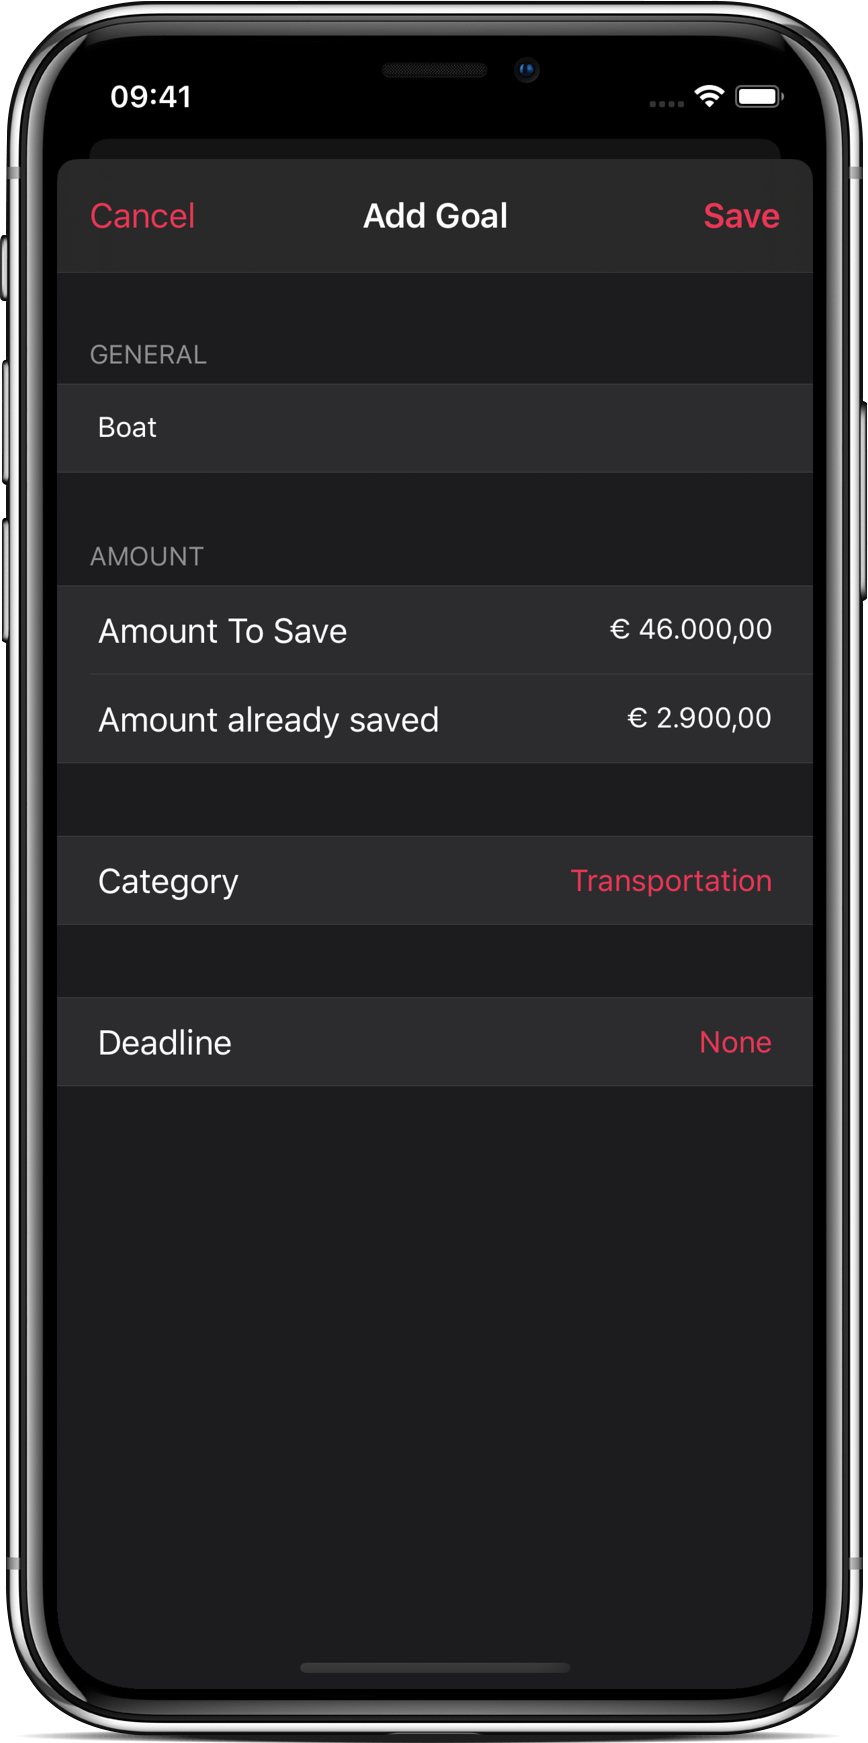 09:41
Cancel Add Goal Save
GENERAL
Boat
AMOUNT
Amount To Save € 46.000,00
Amount already saved € 2.900,00
Category Transportation
Deadline None